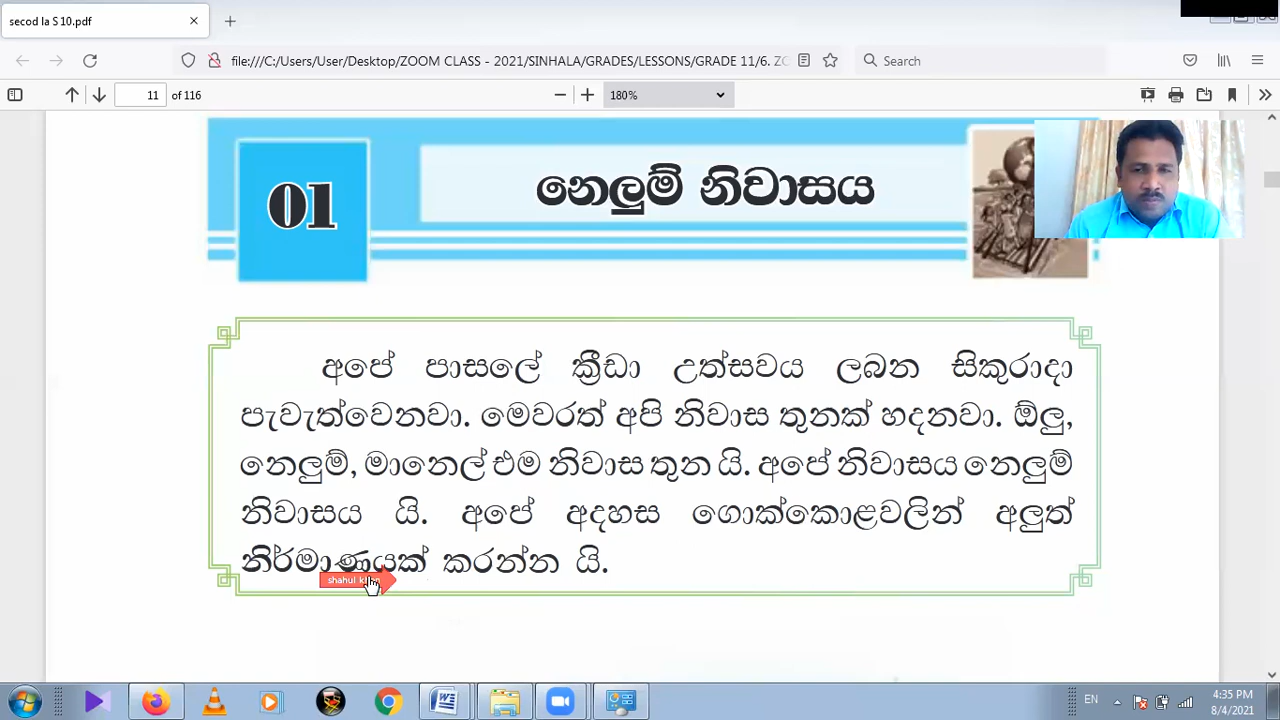 secod la S 10.pdf
file:///C:/Users/User/Desktop/ZOOM CLASS - 2021/SINHALA/GRADES/LESSONS/GRADE 11/6. ZC
Search
11 of 116
180%
01
නෙලුම් නිවාසය
අපේ පාසලේ ක්‍රීඩා උත්සවය ලබන සිකුරාදා
පැවැත්වෙනවා. මෙවරත් අපි නිවාස තුනක් හදනවා. ඕලු,
නෙලුම්, මානෙල් එම නිවාස තුන යි. අපේ නිවාසය නෙලුම්
නිවාසය යි. අපේ අදහස ගොක්කොළවලින් අලුත්
නිර්මාණයක් කරන්න යි.
EN
4:35 PM
8/4/2021